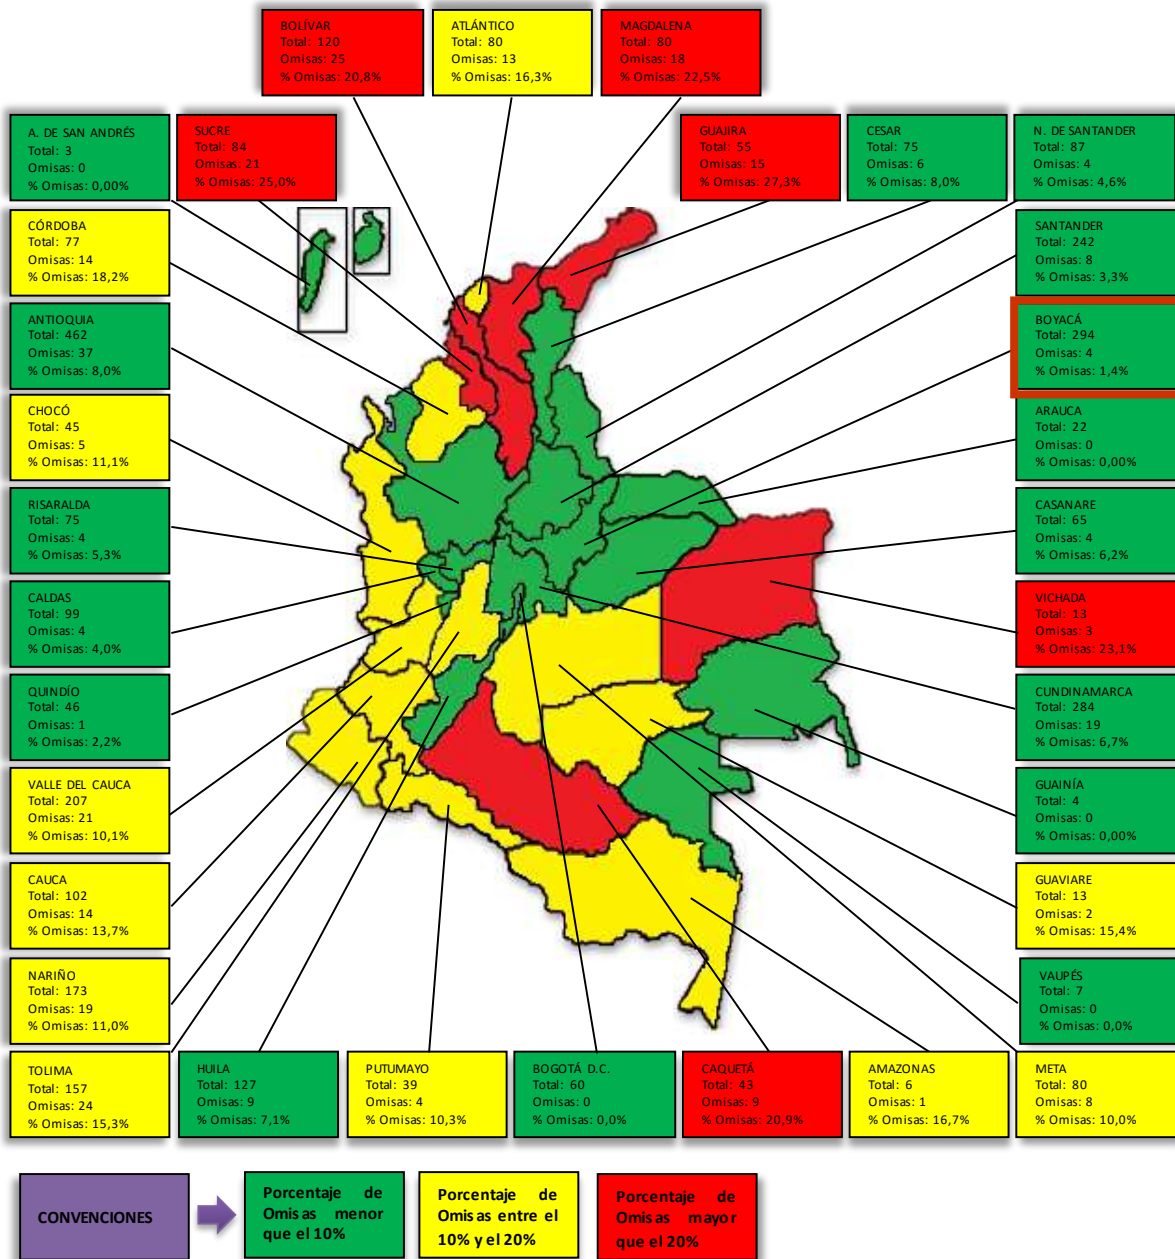 BOLÍVAR
Total: 120
Omisas: 25
% Omisas: 20,8%
ATLÁNTICO
Total: 80
Omisas: 13
% Omisas: 16,3%
MAGDALENA
Total: 80
Omisas: 18
% Omisas: 22,5%
A. DE SAN ANDRÉS
Total: 3
Omisas: 0
% Omisas: 0,00%
SUCRE
Total: 84
Omisas: 21
% Omisas: 25,0%
GUAJIRA
Total: 55
Omisas: 15
% Omisas: 27,3%
CESAR
Total: 75
Omisas: 6
% Omisas: 8,0%
N. DE SANTANDER
Total: 87
Omisas: 4
% Omisas: 4,6%
CÓRDOBA
Total: 77
Omisas: 14
% Omisas: 18,2%
SANTANDER
Total: 242
Omisas: 8
% Omisas: 3,3%
ANTIOQUIA
Total: 462
Omisas: 37
% Omisas: 8,0%
BOYACÁ
Total: 294
Omisas: 4
% Omisas: 1,4%
CHOCÓ
Total: 45
Omisas: 5
% Omisas: 11,1%
ARAUCA
Total: 22
Omisas: 0
% Omisas: 0,00%
RISARALDA
Total: 75
Omisas: 4
% Omisas: 5,3%
CASANARE
Total: 65
Omisas: 4
% Omisas: 6,2%
CALDAS
Total: 99
Omisas: 4
% Omisas: 4,0%
VICHADA
Total: 13
Omisas: 3
% Omisas: 23,1%
QUINDÍO
Total: 46
Omisas: 1
% Omisas: 2,2%
CUNDINAMARCA
Total: 284
Omisas: 19
% Omisas: 6,7%
VALLE DEL CAUCA
Total: 207
Omisas: 21
% Omisas: 10,1%
GUAINÍA
Total: 4
Omisas: 0
% Omisas: 0,00%
CAUCA
Total: 102
Omisas: 14
% Omisas: 13,7%
GUAVIARE
Total: 13
Omisas: 2
% Omisas: 15,4%
NARIÑO
Total: 173
Omisas: 19
% Omisas: 11,0%
VAUPÉS
Total: 7
Omisas: 0
% Omisas: 0,0%
TOLIMA
Total: 157
Omisas: 24
% Omisas: 15,3%
HUILA
Total: 127
Omisas: 9
% Omisas: 7,1%
PUTUMAYO
Total: 39
Omisas: 4
% Omisas: 10,3%
BOGOTÁ D.C.
Total: 60
Omisas: 0
% Omisas: 0,0%
CAQUETÁ
Total: 43
Omisas: 9
% Omisas: 20,9%
AMAZONAS
Total: 6
Omisas: 1
% Omisas: 16,7%
META
Total: 80
Omisas: 8
% Omisas: 10,0%
CONVENCIONES
Porcentaje de
Omisas menor
que el 10%
Porcentaje de
Omisas entre el
10% y el 20%
Porcentaje de
Omisas mayor
que el 20%